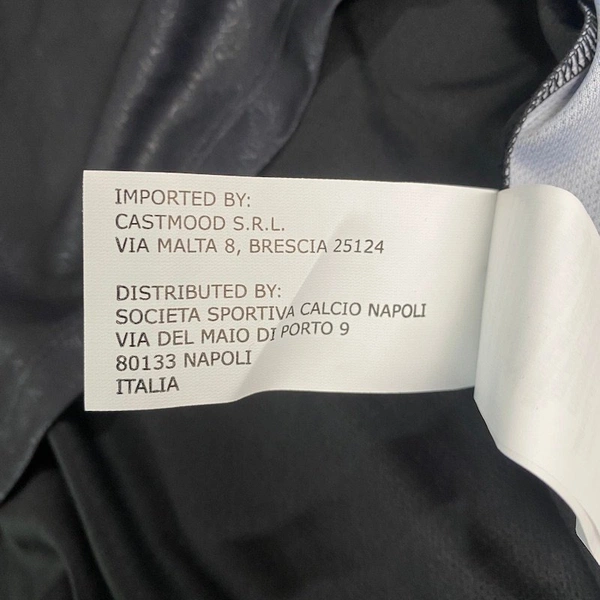 IMPORTED BY:
CASTMOOD S.R.L.
VIA MALTA 8, BRESCIA 25124
DISTRIBUTED BY:
SOCIETA SPORTIVA CALCIO NAPOLI
VIA DEL MAIO DI PORTO 9
80133 NAPOLI
ITALIA